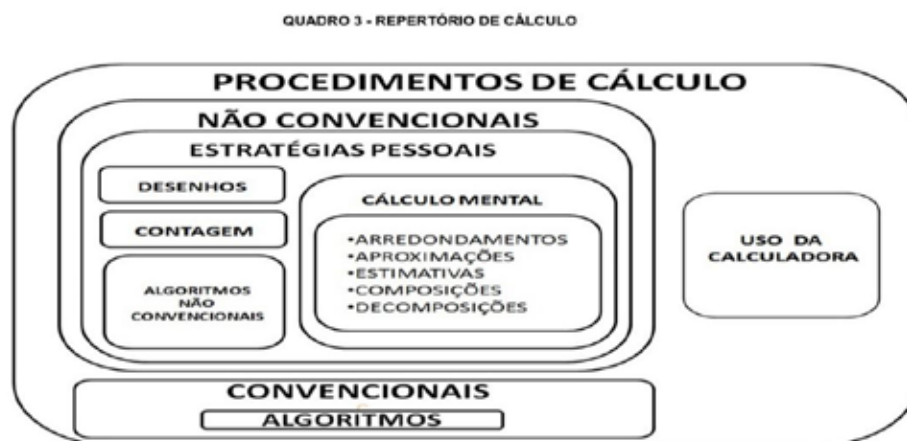 QUADRO 3 - REPERTÓRIO DE CÁLCULO
PROCEDIMENTOS DE CÁLCULO
NÃO CONVENCIONAIS
ESTRATÉGIAS PESSOAIS
DESENHOS
CONTAGEM
ALGORITMOS
NÃO
CONVENCIONAIS
CÁLCULO MENTAL
•ARREDONDAMENTOS
•APROXIMAÇÕES
•ESTIMATIVAS
•COMPOSIÇÕES
•DECOMPOSIÇÕES
USO DA
CALCULADORA
CONVENCIONAIS
ALGORITMOS